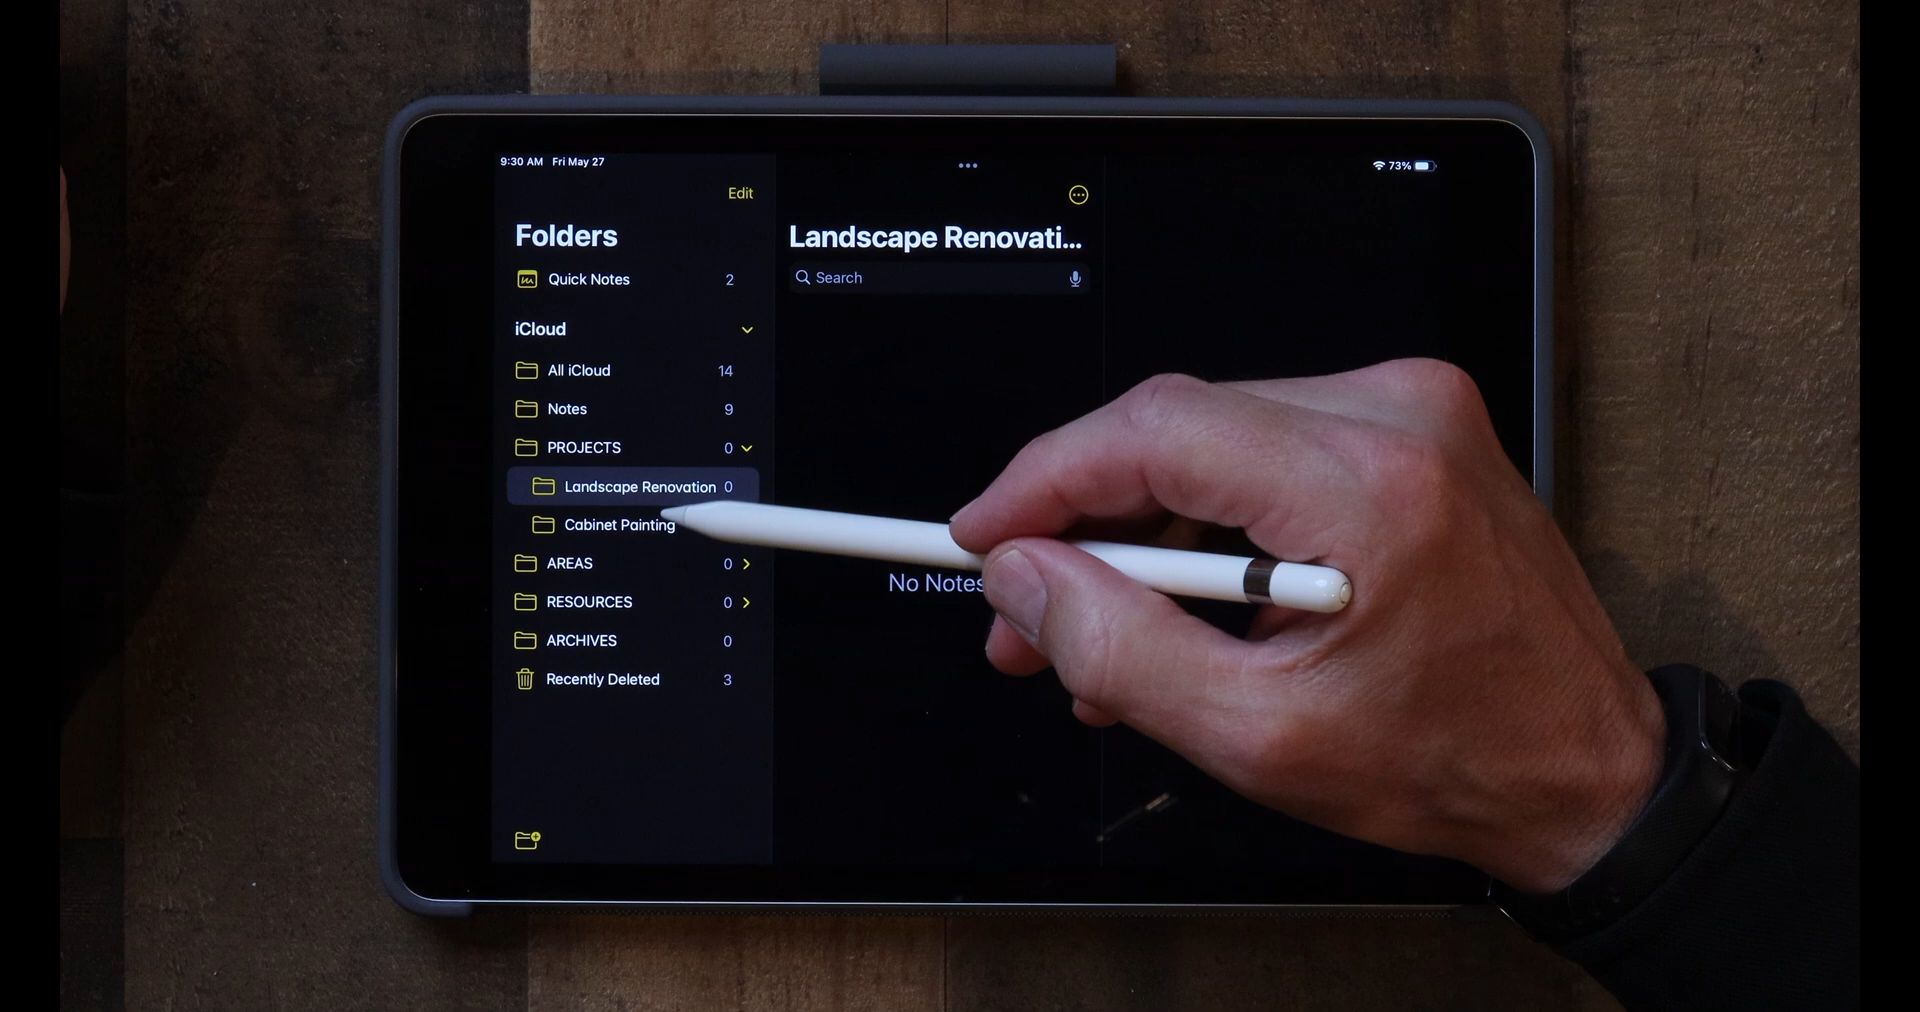 9:30 AM Fri May 27
73%
Edit
Folders
Quick Notes 2
iCloud
All iCloud 14
Notes 9
PROJECTS 0
Landscape Renovation 0
Cabinet Painting
AREAS 0
RESOURCES 0
ARCHIVES 0
Recently Deleted 3
Landscape Renovati...
Search
No Notes